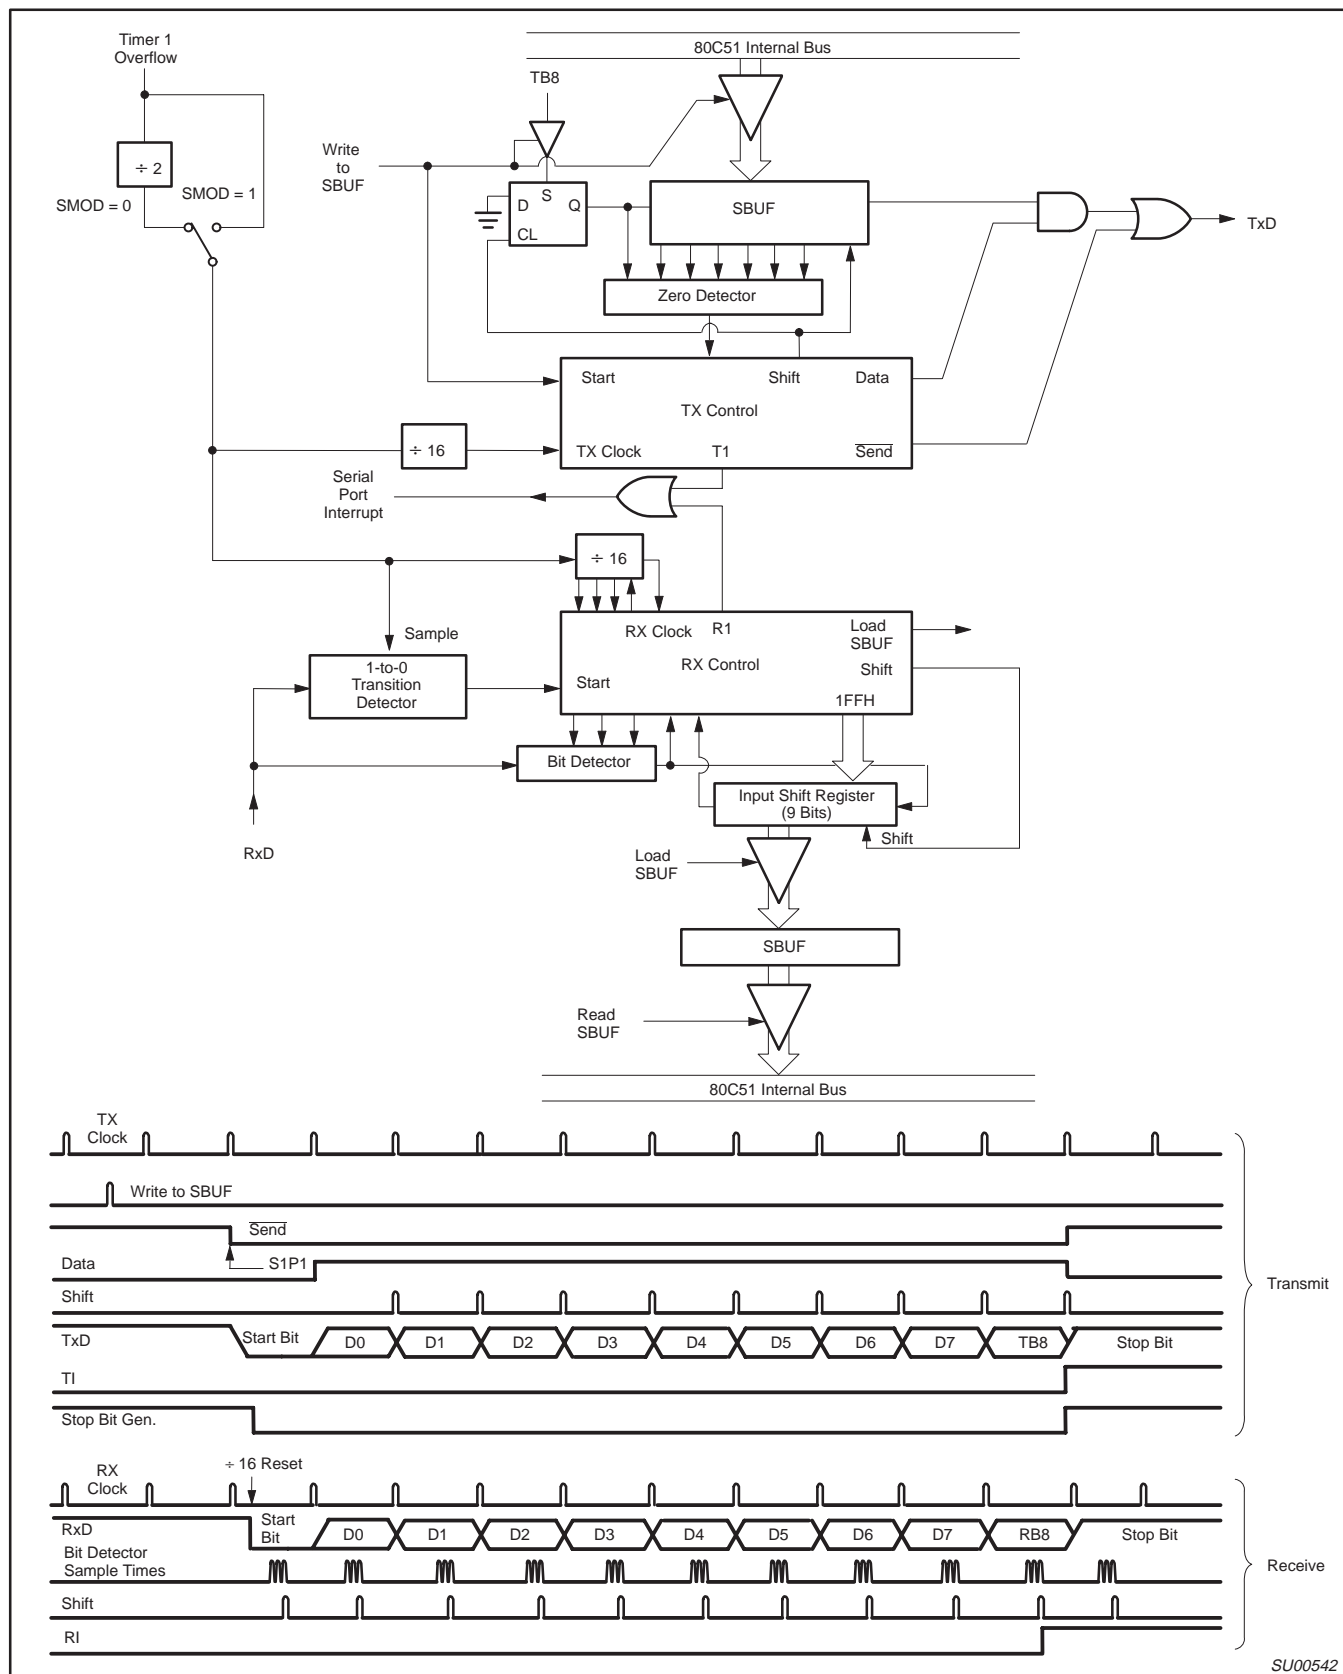 Timer 1
Overflow
80C51 Internal Bus
TB8
Write
to
SBUF
÷ 2
SMOD = 1
SMOD = 0
D
S
Q
CL
SBUF
TxD
Zero Detector
Start
Shift
Data
TX Control
÷ 16
TX Clock
T1
Send
Serial
Port
Interrupt
÷ 16
Sample
RX Clock
R1
Load
SBUF
RX Control
Shift
1-to-0
Transition
Detector
Start
1FFH
Bit Detector
Input Shift Register
(9 Bits)
Shift
RxD
Load
SBUF
SBUF
Read
SBUF
80C51 Internal Bus
TX
Clock
Write to SBUF
Send
Data
S1P1
Transmit
Shift
TxD
Start Bit
D0
D1
D2
D3
D4
D5
D6
D7
TB8
Stop Bit
TI
Stop Bit Gen.
÷ 16 Reset
RX
Clock
RxD
Start
Bit
D0
D1
D2
D3
D4
D5
D6
D7
RB8
Stop Bit
Bit Detector
Sample Times
Receive
Shift
RI
SU00542